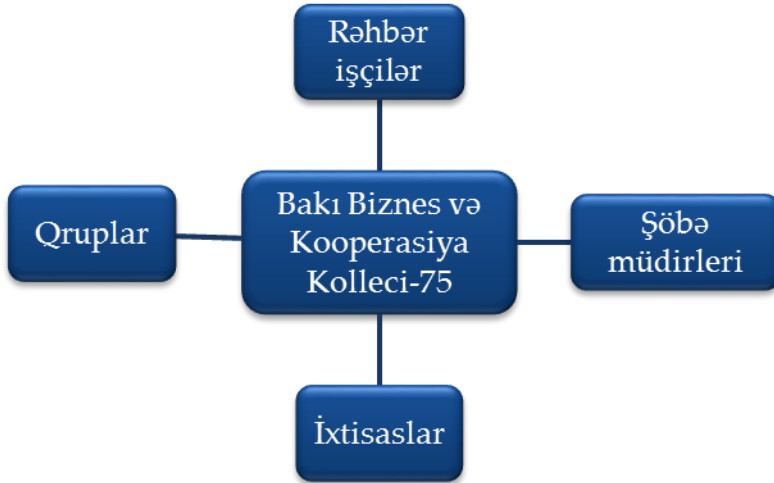 Rəhbər
işçilər
Qruplar
Bakı Biznes və
Kooperasiya
Kolleci-75
Şöbə
müdirleri
İxtisaslar